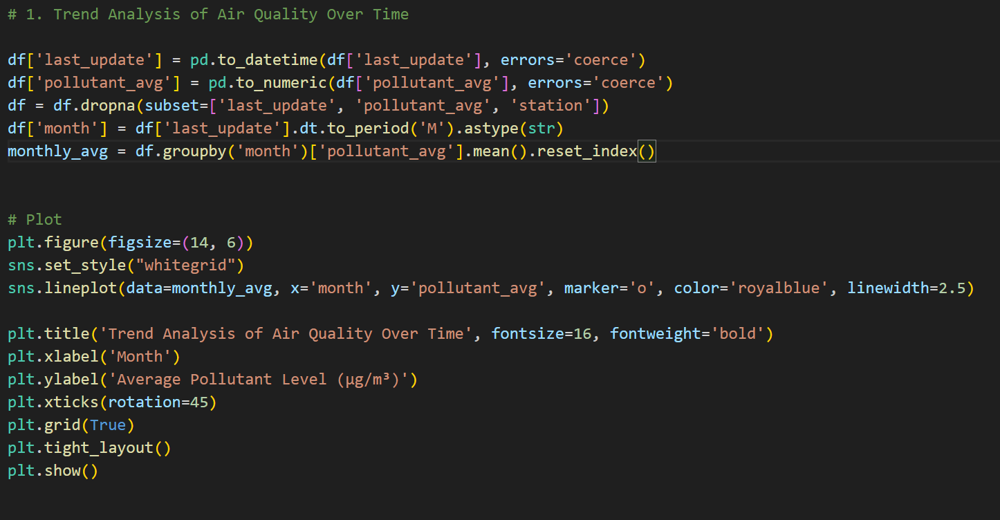 # 1. Trend Analysis of Air Quality Over Time
df['last_update'] = pd.to_datetime(df['last_update'], errors='coerce')
df['pollutant_avg'] = pd.to_numeric(df['pollutant_avg'], errors='coerce')
df = df.dropna(subset=['last_update', 'pollutant_avg', 'station'])
df['month'] = df['last_update'].dt.to_period('M').astype(str)
monthly_avg = df.groupby('month')['pollutant_avg'].mean().reset_index()
# Plot
plt.figure(figsize=(14, 6))
sns.set_style("whitegrid")
sns.lineplot(data=monthly_avg, x='month', y='pollutant_avg', marker='o', color='royalblue', linewidth=2.5)
plt.title('Trend Analysis of Air Quality Over Time', fontsize=16, fontweight='bold')
plt.xlabel('Month')
plt.ylabel('Average Pollutant Level (µg/m³)')
plt.xticks(rotation=45)
plt.grid(True)
plt.tight_layout()
plt.show()